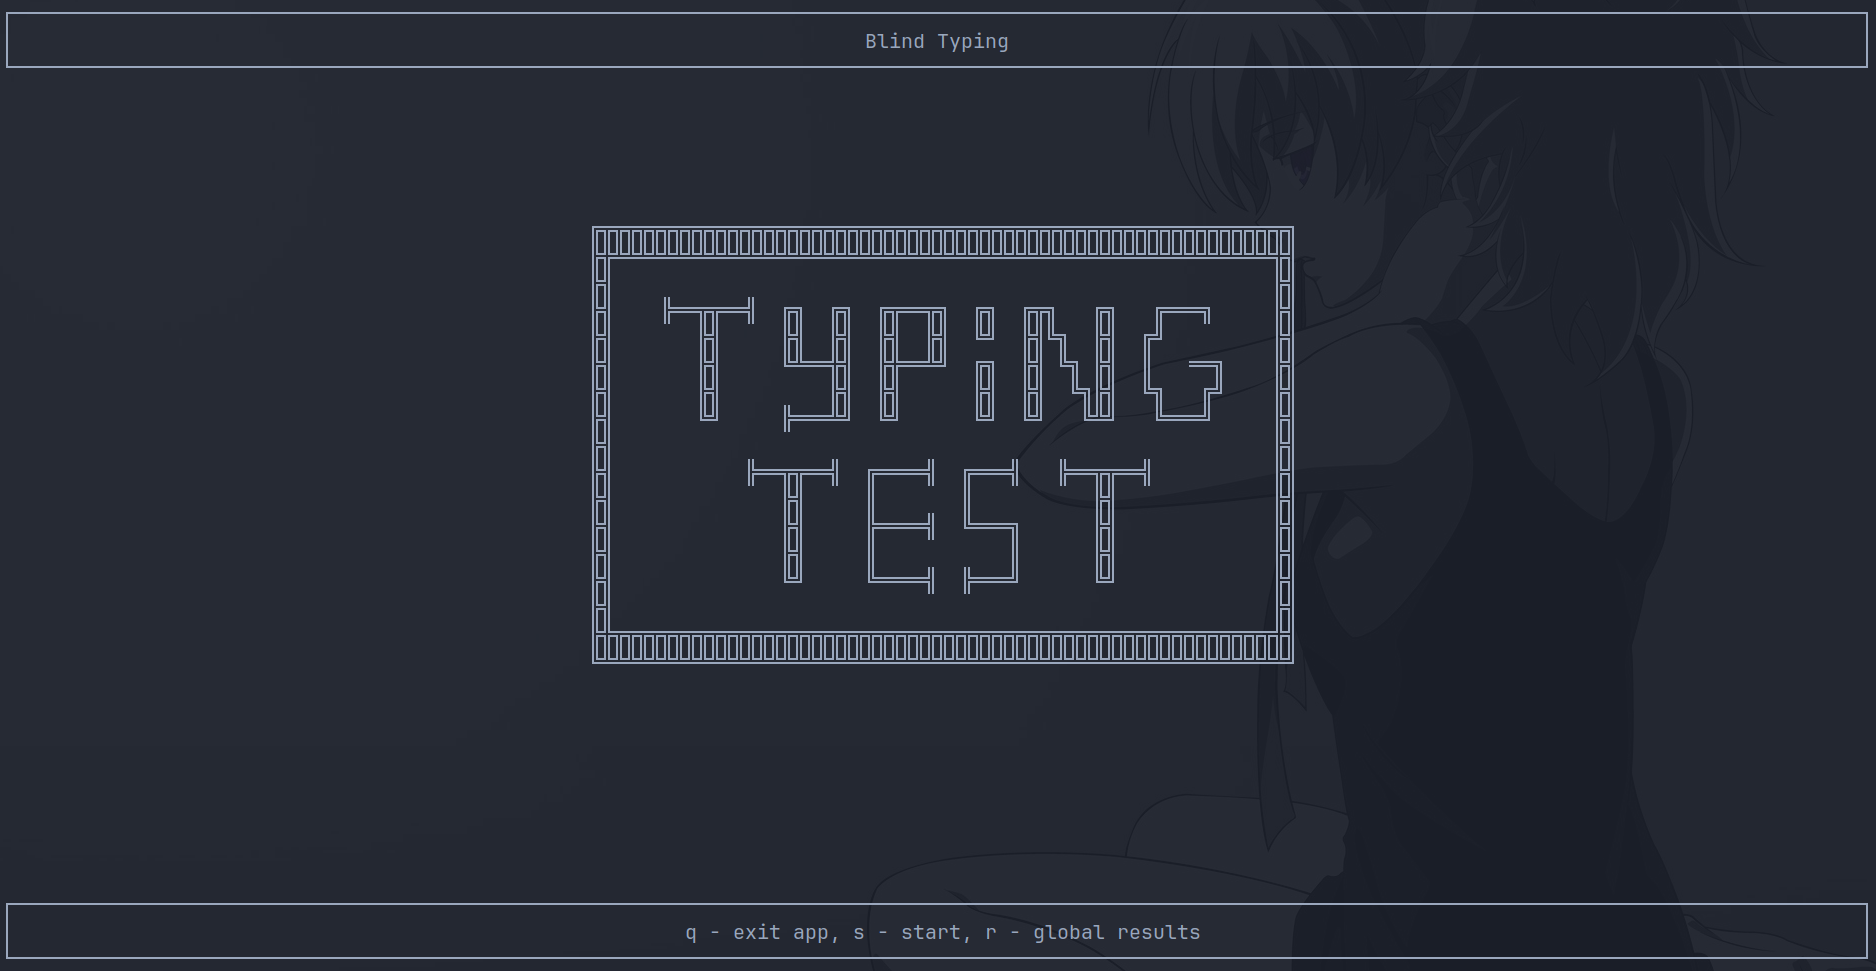 Blind Typing
TYPiNG
TEST
q - exit app, s - start, r - global results